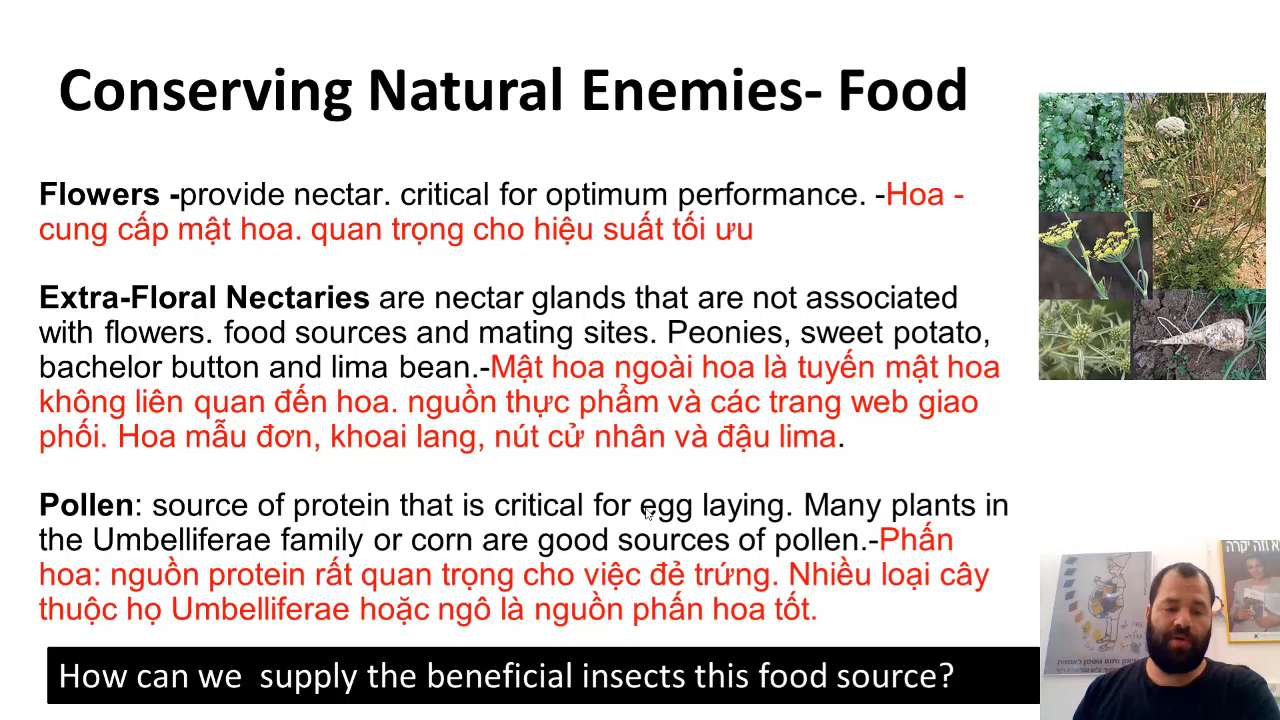 Conserving Natural Enemies- Food
Flowers -provide nectar. critical for optimum performance. -Hoa -
cung cấp mật hoa. quan trọng cho hiệu suất tối ưu
Extra-Floral Nectaries are nectar glands that are not associated
with flowers. food sources and mating sites. Peonies, sweet potato,
bachelor button and lima bean.-Mật hoa ngoài hoa là tuyến mật hoa
không liên quan đến hoa. nguồn thực phẩm và các trang web giao
phối. Hoa mẫu đơn, khoai lang, nút cử nhân và đậu lima.
Pollen: source of protein that is critical for egg laying. Many plants in
the Umbelliferae family or corn are good sources of pollen.-Phấn
hoa: nguồn protein rất quan trọng cho việc đẻ trứng. Nhiều loại cây
thuộc họ Umbelliferae hoặc ngô là nguồn phấn hoa tốt.
How can we  supply the beneficial insects this food source?